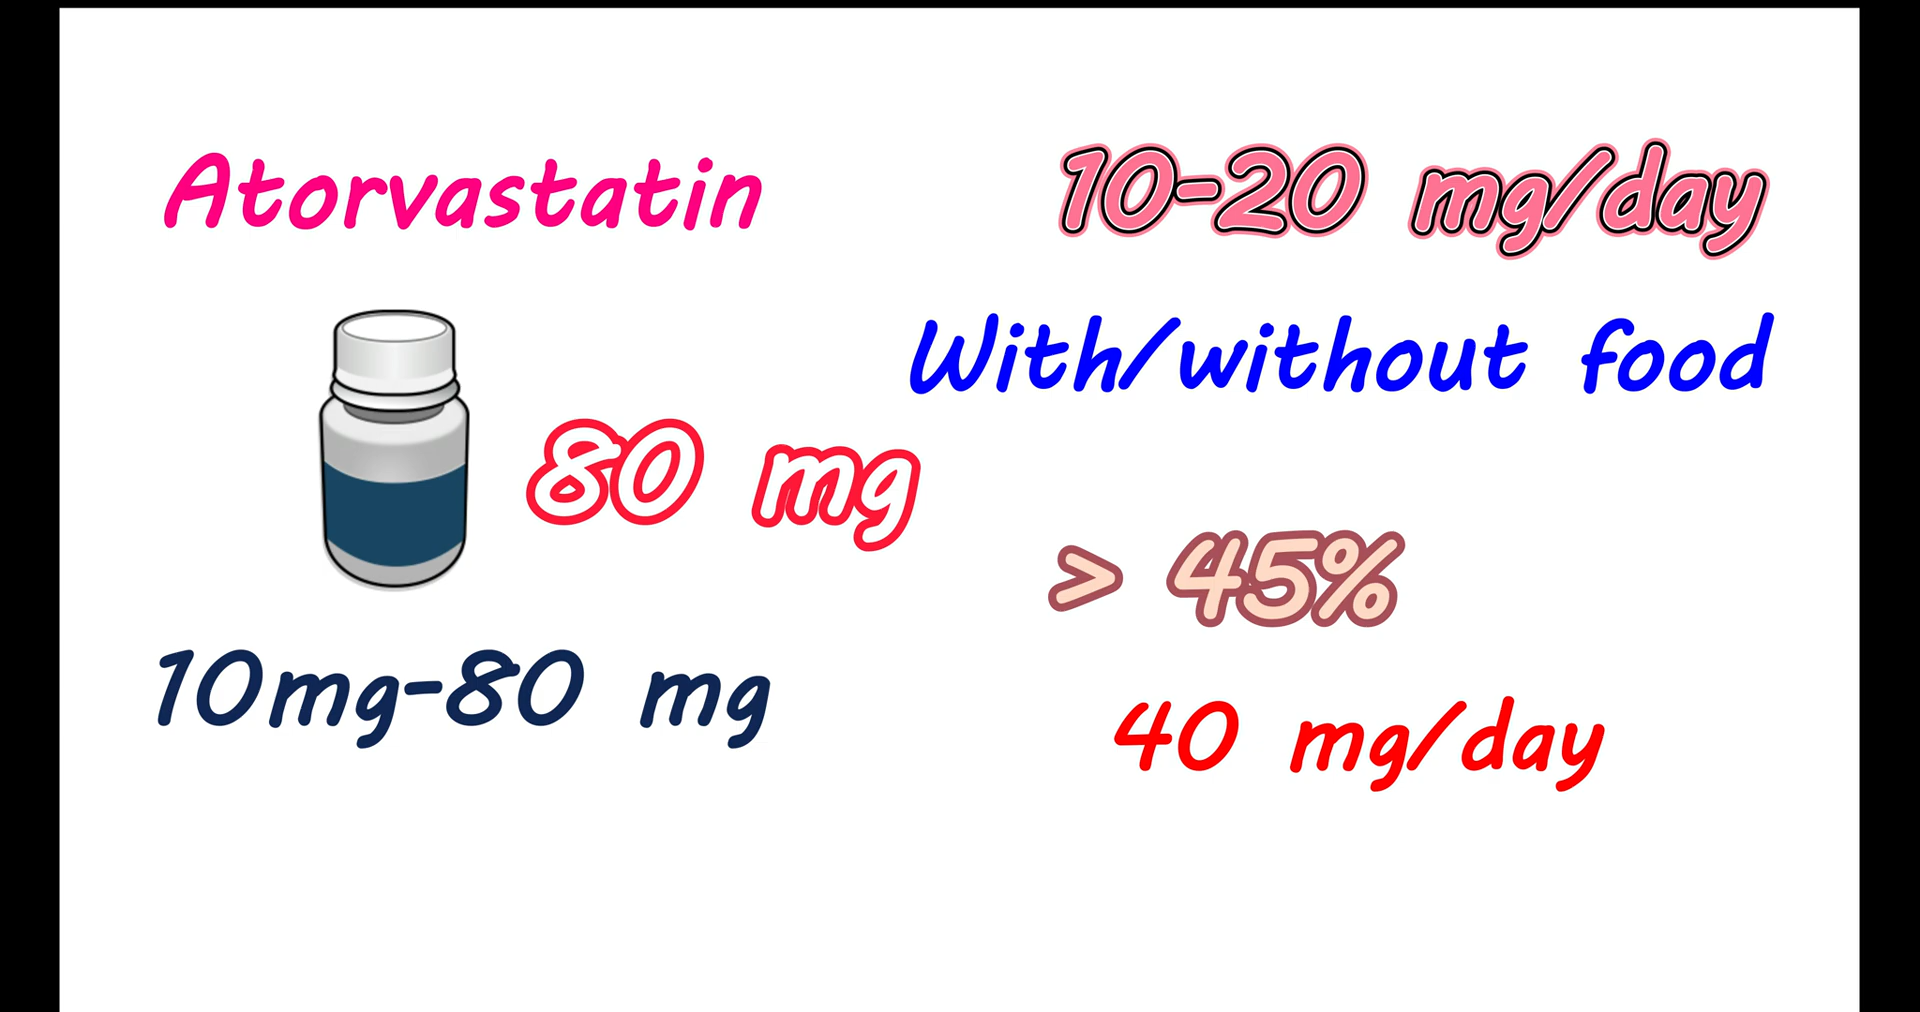 Atorvastatin
80 mg
10mg-80 mg
10-20 mg/day
With/without food
> 45%
40 mg/day